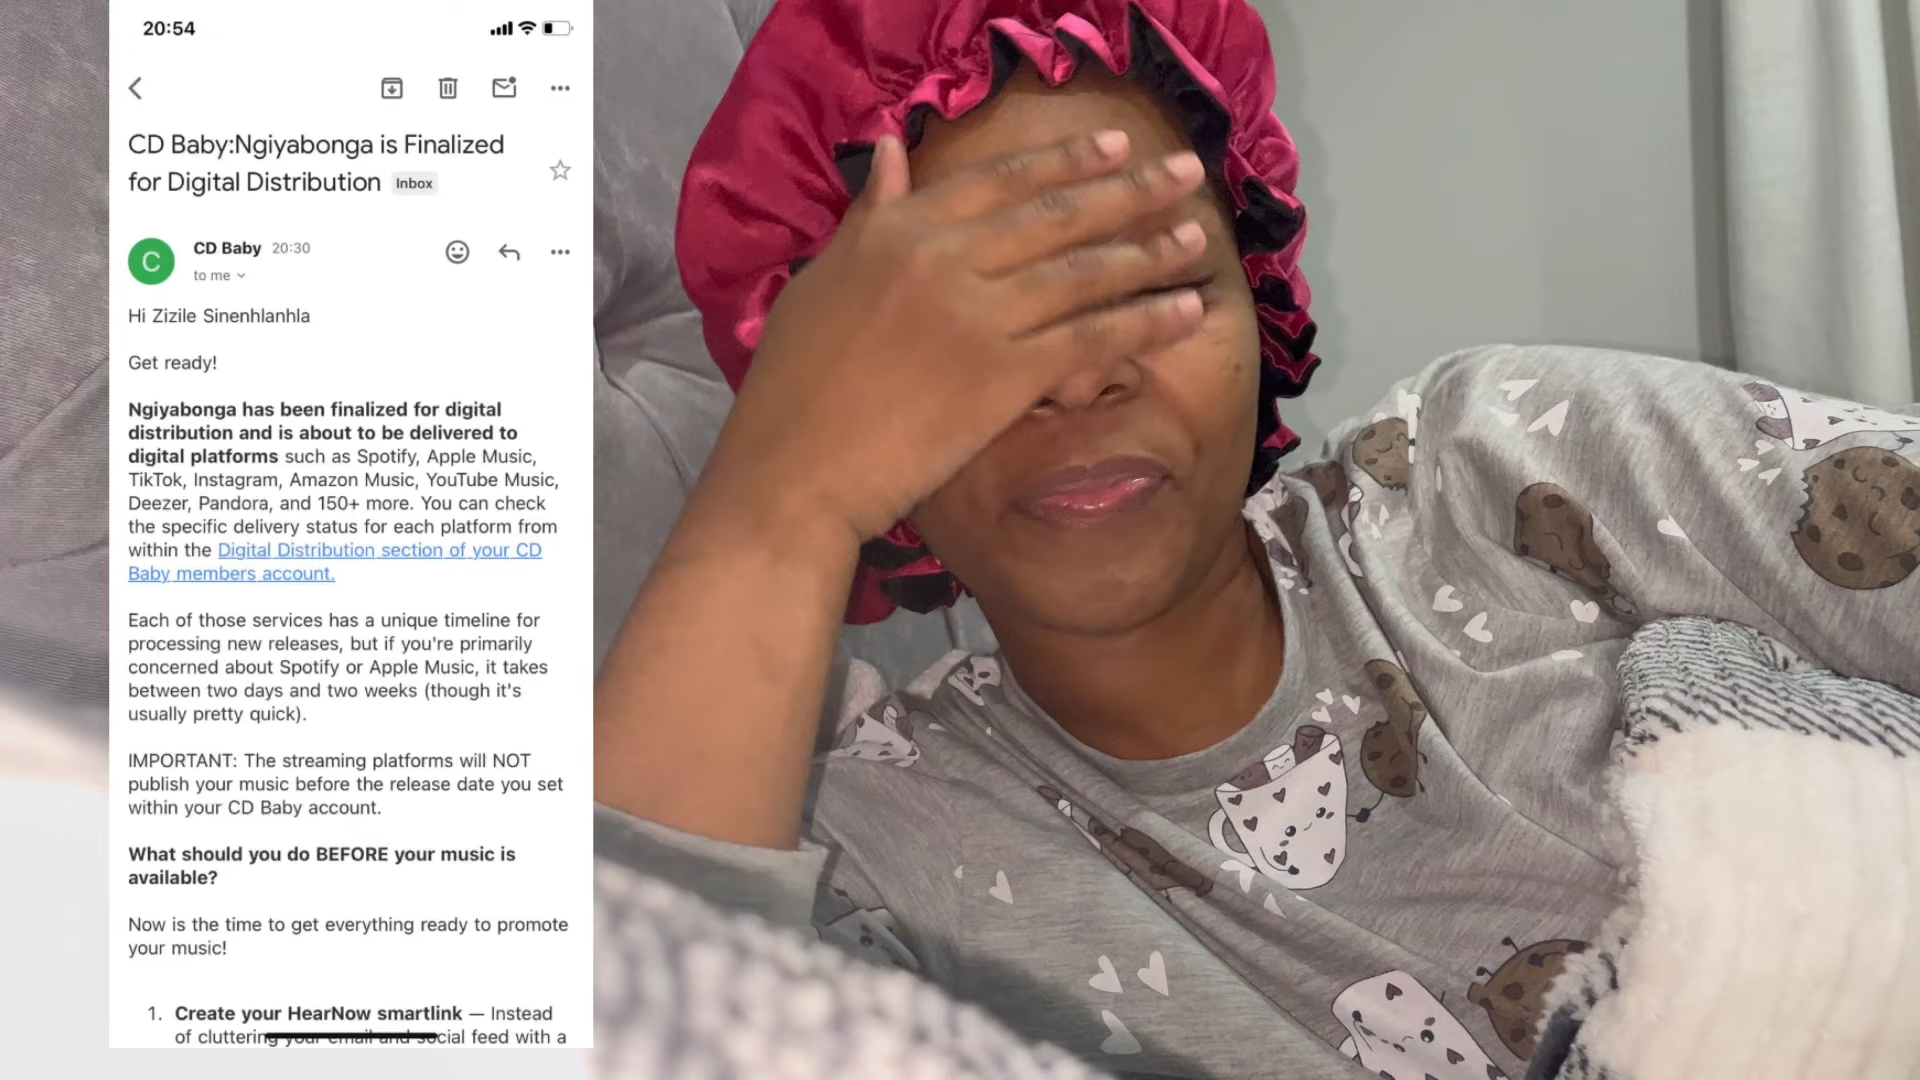 20:54
CD Baby:Ngiyabonga is Finalized
for Digital Distribution Inbox
C
CD Baby 20:30
to me
Hi Zizile Sinenhlanhla
Get ready!
Ngiyabonga has been finalized for digital
distribution and is about to be delivered to
digital platforms such as Spotify, Apple Music,
TikTok, Instagram, Amazon Music, YouTube Music,
Deezer, Pandora, and 150+ more. You can check
the specific delivery status for each platform from
within the Digital Distribution section of your CD
Baby members account.
Each of those services has a unique timeline for
processing new releases, but if you're primarily
concerned about Spotify or Apple Music, it takes
between two days and two weeks (though it's
usually pretty quick).
IMPORTANT: The streaming platforms will NOT
publish your music before the release date you set
within your CD Baby account.
What should you do BEFORE your music is
available?
Now is the time to get everything ready to promote
your music!
1. Create your HearNow smartlink — Instead
of cluttering your email and social feed with a